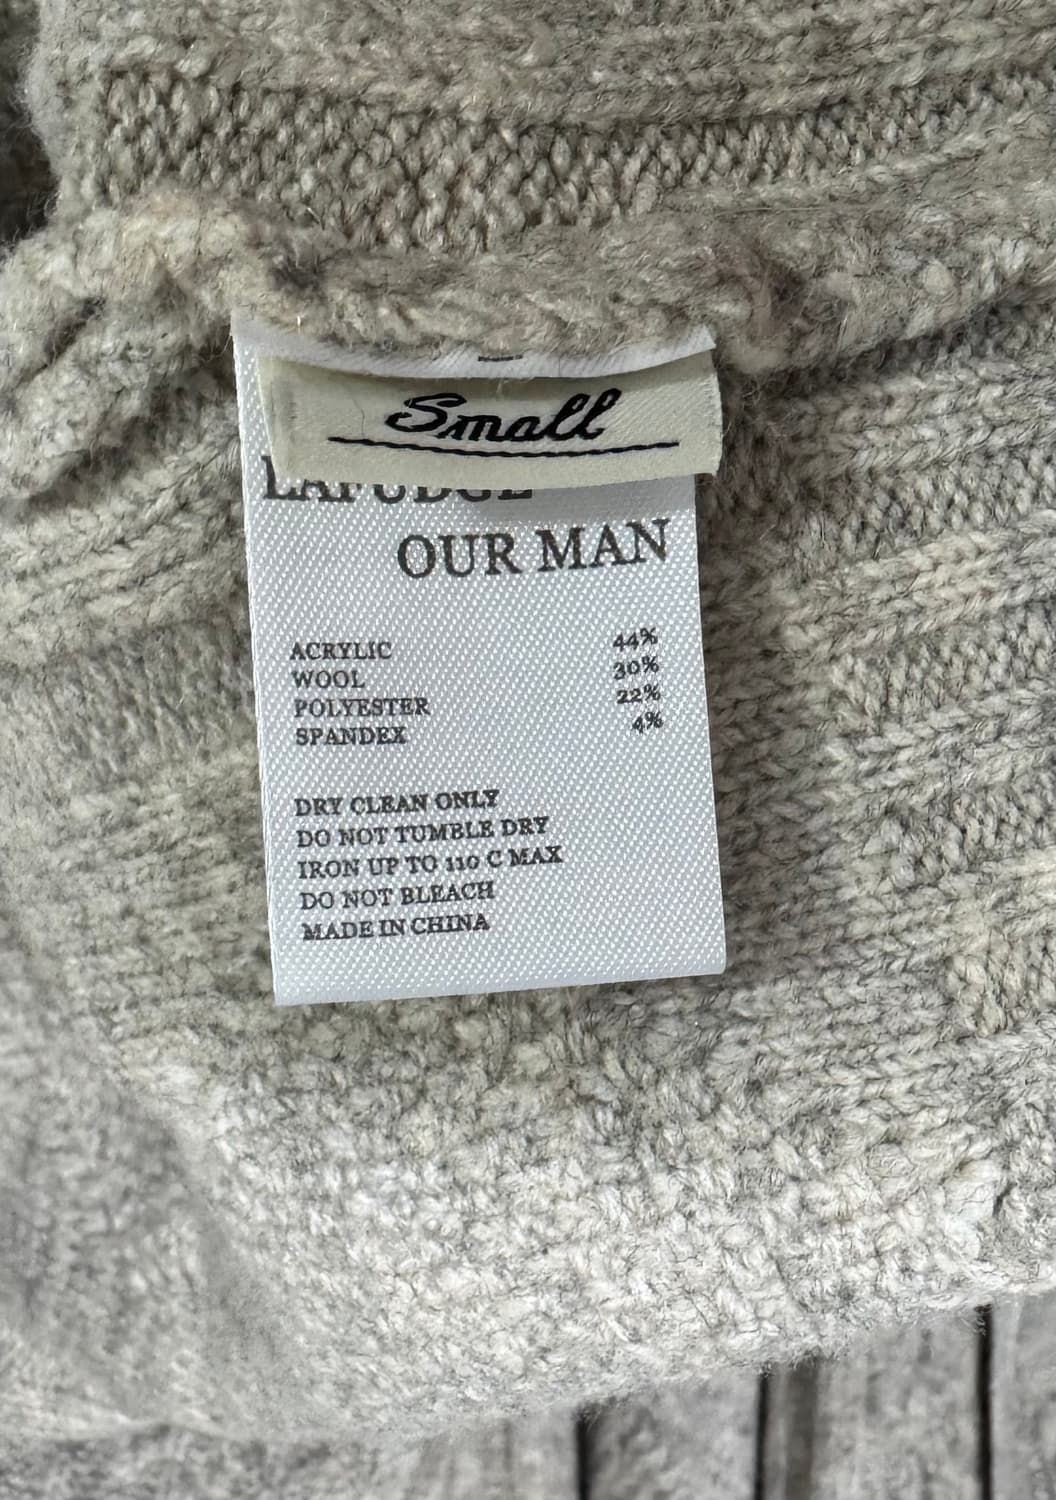 Small
LAFUDGE
OUR MAN
ACRYLIC 44%
WOOL 30%
POLYESTER 22%
SPANDEX 4%
DRY CLEAN ONLY
DO NOT TUMBLE DRY
IRON UP TO 110 C MAX
DO NOT BLEACH
MADE IN CHINA